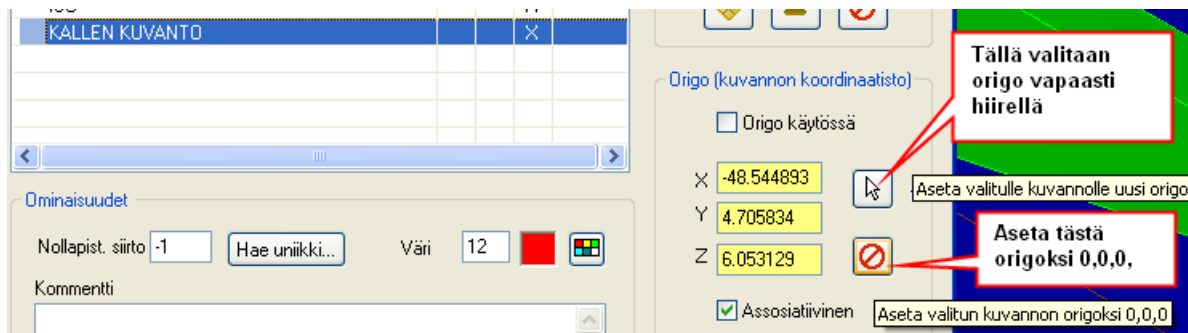 KALLEN KUVANTO X
Tällä valitaan
origo vapaasti
hiirellä
Origo (kuvannon koordinaatisto)
Origo käytössä
X -48.544893
Aseta valitulle kuvannolle uusi origo
Y 4.705834
Z 6.053129
Aseta tästä
origoksi 0,0,0,
Assosiatiivinen
Aseta valitun kuvannon origoksi 0,0,0
Ominaisuudet
Nollapist. siirto -1 Hae uniikki... Väri 12
Kommentti